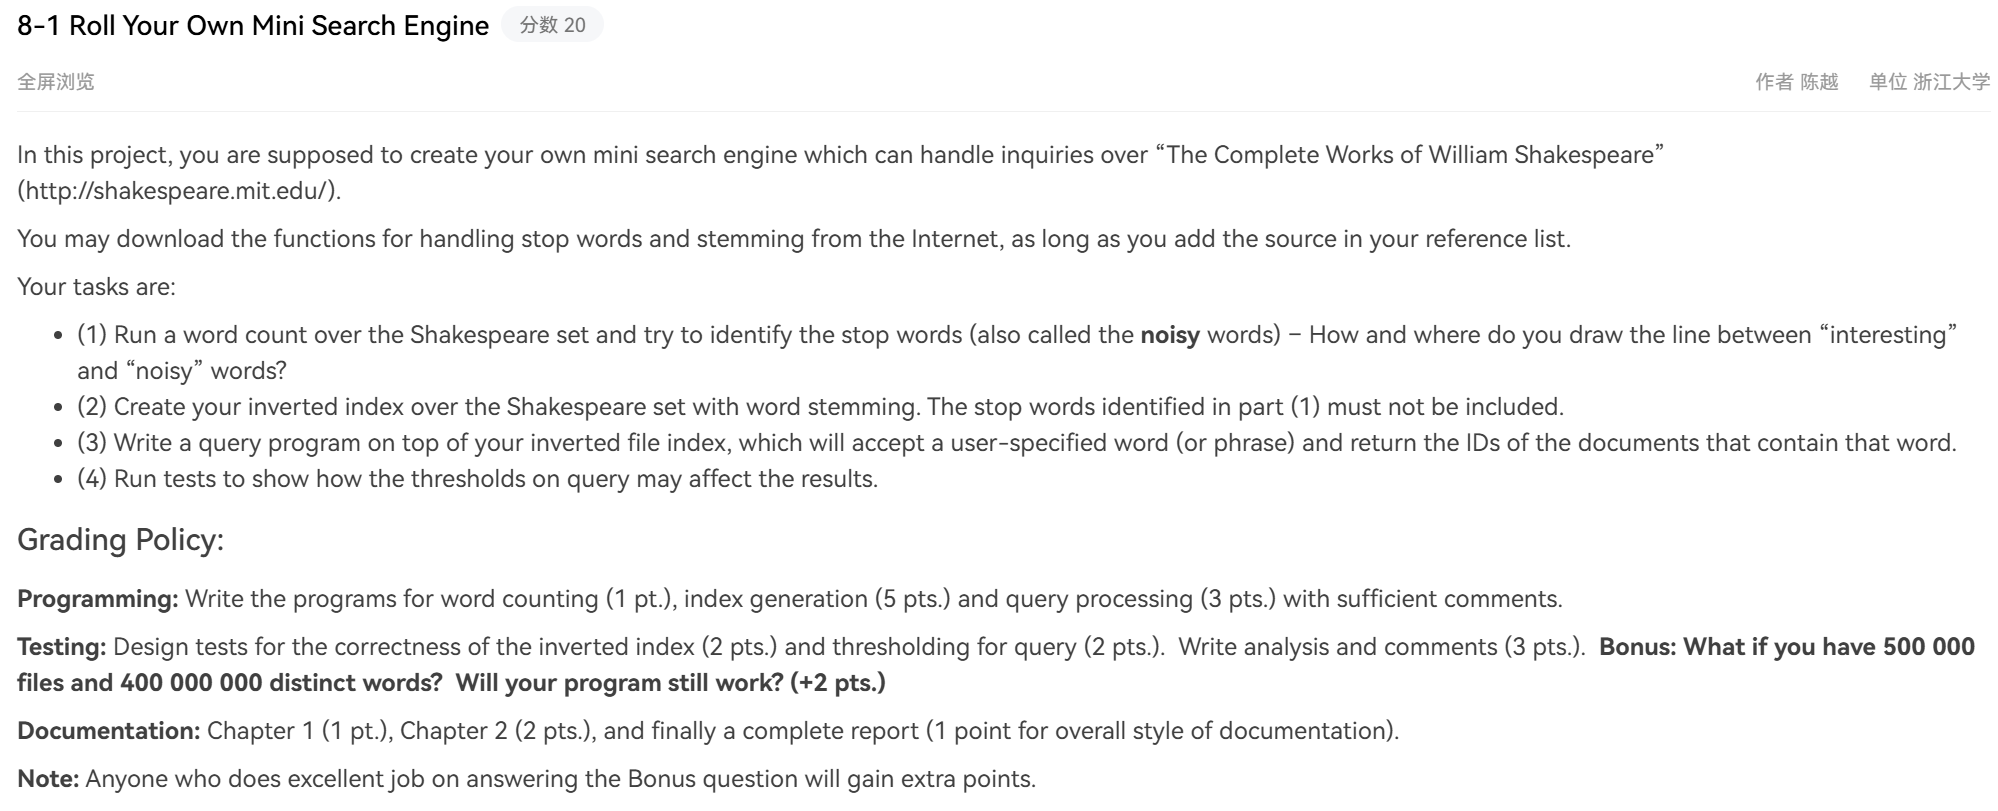 8-1 Roll Your Own Mini Search Engine 分数 20
全屏浏览 作者 陈越 单位 浙江大学
In this project, you are supposed to create your own mini search engine which can handle inquiries over “The Complete Works of William Shakespeare”
(http://shakespeare.mit.edu/).
You may download the functions for handling stop words and stemming from the Internet, as long as you add the source in your reference list.
Your tasks are:
• (1) Run a word count over the Shakespeare set and try to identify the stop words (also called the noisy words) – How and where do you draw the line between “interesting”
and “noisy” words?
• (2) Create your inverted index over the Shakespeare set with word stemming. The stop words identified in part (1) must not be included.
• (3) Write a query program on top of your inverted file index, which will accept a user-specified word (or phrase) and return the IDs of the documents that contain that word.
• (4) Run tests to show how the thresholds on query may affect the results.
Grading Policy:
Programming: Write the programs for word counting (1 pt.), index generation (5 pts.) and query processing (3 pts.) with sufficient comments.
Testing: Design tests for the correctness of the inverted index (2 pts.) and thresholding for query (2 pts.). Write analysis and comments (3 pts.). Bonus: What if you have 500 000
files and 400 000 000 distinct words? Will your program still work? (+2 pts.)
Documentation: Chapter 1 (1 pt.), Chapter 2 (2 pts.), and finally a complete report (1 point for overall style of documentation).
Note: Anyone who does excellent job on answering the Bonus question will gain extra points.